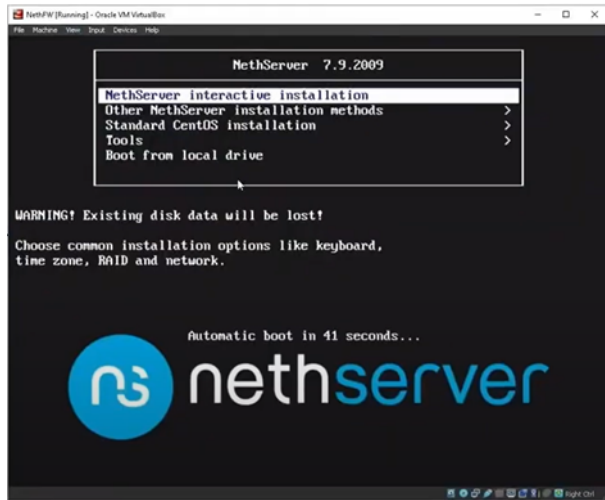 NethFW [Running] - Oracle VM VirtualBox
File Machine View Input Devices Help
NethServer 7.9.2009
NethServer interactive installation
Other NethServer installation methods >
Standard CentOS installation >
Tools >
Boot from local drive
WARNING! Existing disk data will be lost!
Choose common installation options like keyboard,
time zone, RAID and network.
Automatic boot in 41 seconds...
ns nethserver
Right Ctrl